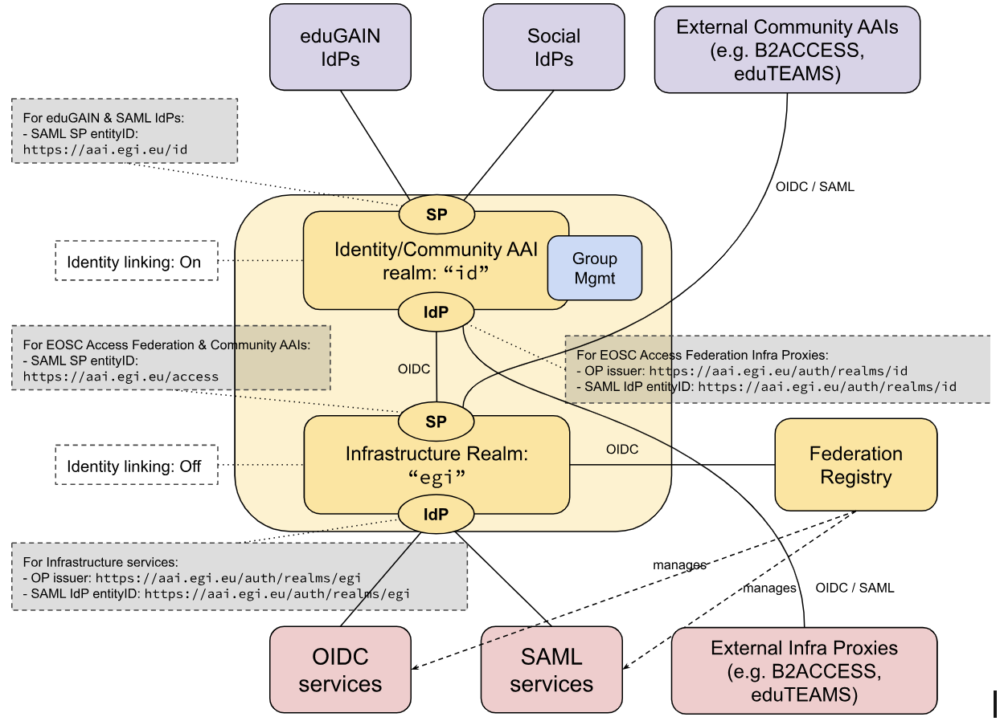 eduGAIN
IdPs
Social
IdPs
External Community AAIs
(e.g. B2ACCESS,
eduTEAMS)
For eduGAIN & SAML IdPs:
- SAML SP entityID:
https://aai.egi.eu/id
OIDC / SAML
SP
Identity/Community AAI
realm: “id”
Group
Mgmt
Identity linking: On
IdP
For EOSC Access Federation & Community AAIs:
- SAML SP entityID:
https://aai.egi.eu/access
OIDC
For EOSC Access Federation Infra Proxies:
- OP issuer: https://aai.egi.eu/auth/realms/id
- SAML IdP entityID: https://aai.egi.eu/auth/realms/id
SP
Infrastructure Realm:
“egi”
OIDC
Federation
Registry
Identity linking: Off
IdP
For Infrastructure services:
- OP issuer: https://aai.egi.eu/auth/realms/egi
- SAML IdP entityID: https://aai.egi.eu/auth/realms/egi
manages
manages
OIDC / SAML
OIDC
services
SAML
services
External Infra Proxies
(e.g. B2ACCESS,
eduTEAMS)